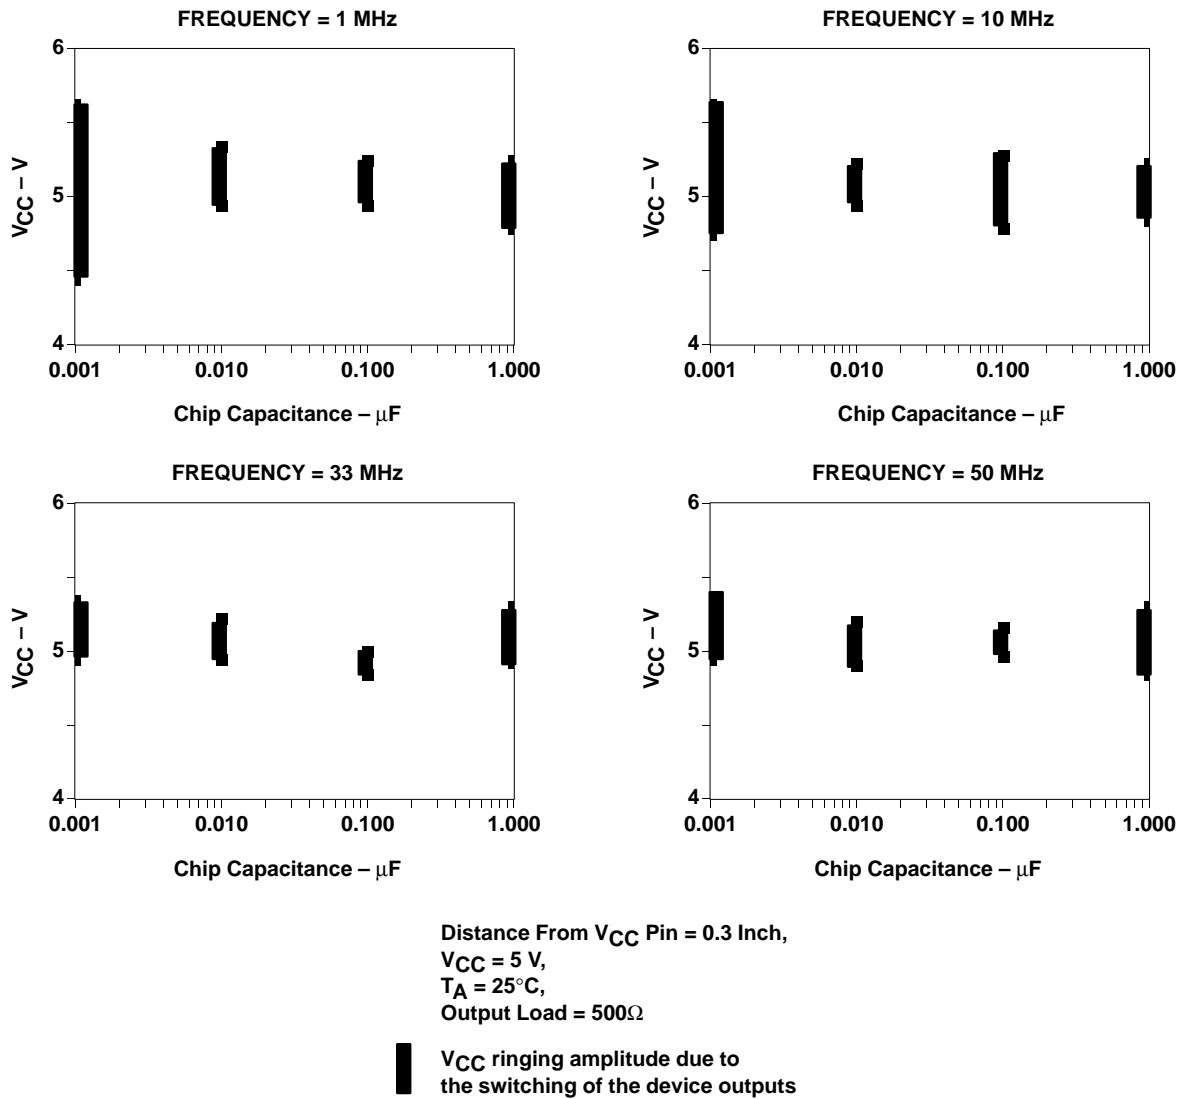 FREQUENCY = 1 MHz
6
5
4
VCC – V
0.001 0.010 0.100 1.000
Chip Capacitance – μF
FREQUENCY = 10 MHz
6
5
4
VCC – V
0.001 0.010 0.100 1.000
Chip Capacitance – μF
FREQUENCY = 33 MHz
6
5
4
VCC – V
0.001 0.010 0.100 1.000
Chip Capacitance – μF
FREQUENCY = 50 MHz
6
5
4
VCC – V
0.001 0.010 0.100 1.000
Chip Capacitance – μF
Distance From VCC Pin = 0.3 Inch,
VCC = 5 V,
TA = 25°C,
Output Load = 500Ω
VCC ringing amplitude due to
the switching of the device outputs